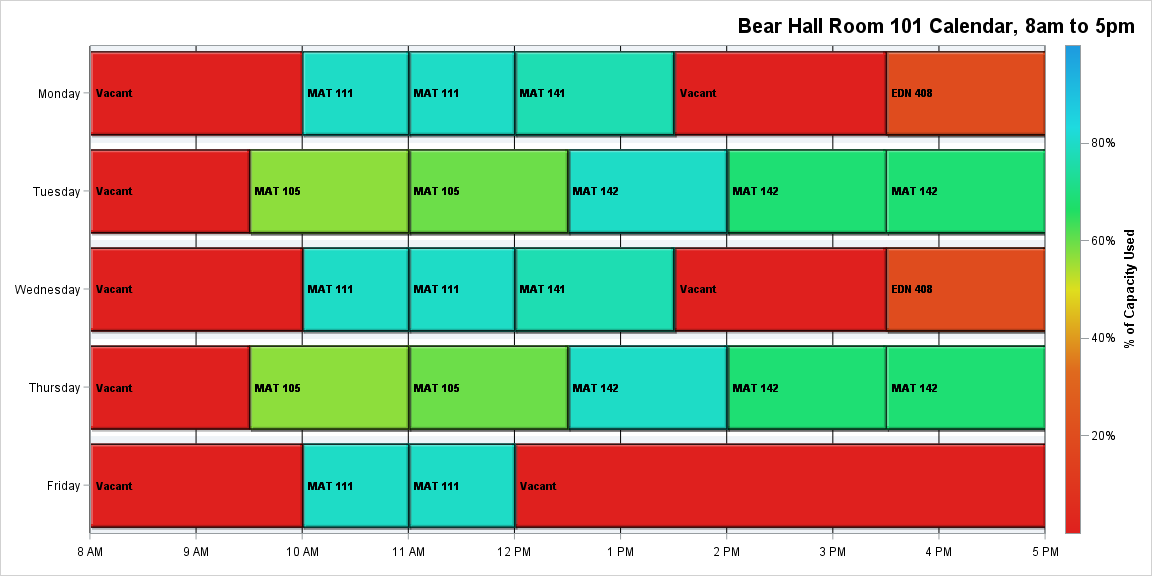 Bear Hall Room 101 Calendar, 8am to 5pm
Monday
Vacant
MAT 111
MAT 111
MAT 141
Vacant
EDN 408
Tuesday
Vacant
MAT 105
MAT 105
MAT 142
MAT 142
MAT 142
Wednesday
Vacant
MAT 111
MAT 111
MAT 141
Vacant
EDN 408
Thursday
Vacant
MAT 105
MAT 105
MAT 142
MAT 142
MAT 142
Friday
Vacant
MAT 111
MAT 111
Vacant
8 AM
9 AM
10 AM
11 AM
12 PM
1 PM
2 PM
3 PM
4 PM
5 PM
80%
60%
40%
20%
% of Capacity Used